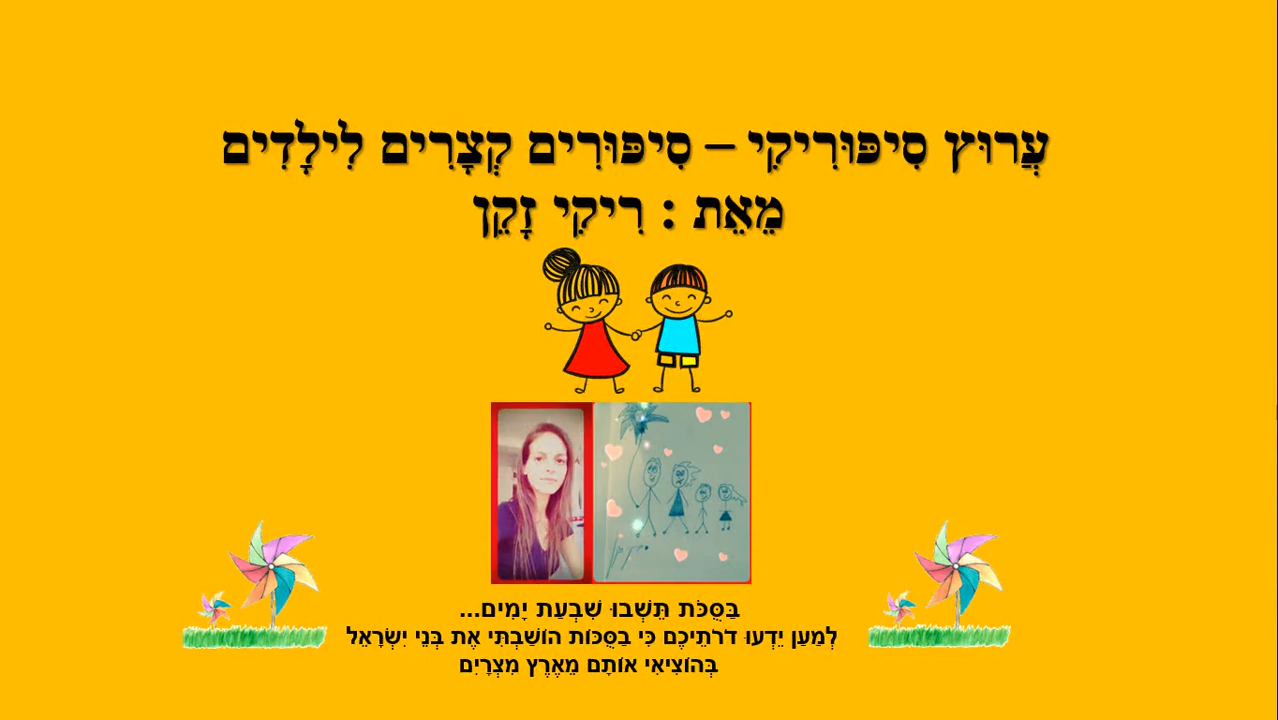 עֲרוּץ סִיפּוּרִיקִי – סִיפּוּרִים קְצָרִים לִילָדִים
מֵאֵת : רִיקִי זָקֵן
בַּסֻּכֹּת תֵּשְׁבוּ שִׁבְעַת יָמִים...
לְמַעַן יֵדְעוּ דֹרֹתֵיכֶם כִּי בַסֻּכּוֹת הוֹשַׁבְתִּי אֶת בְּנֵי יִשְׂרָאֵל
בְּהוֹצִיאִי אוֹתָם מֵאֶרֶץ מִצְרָיִם